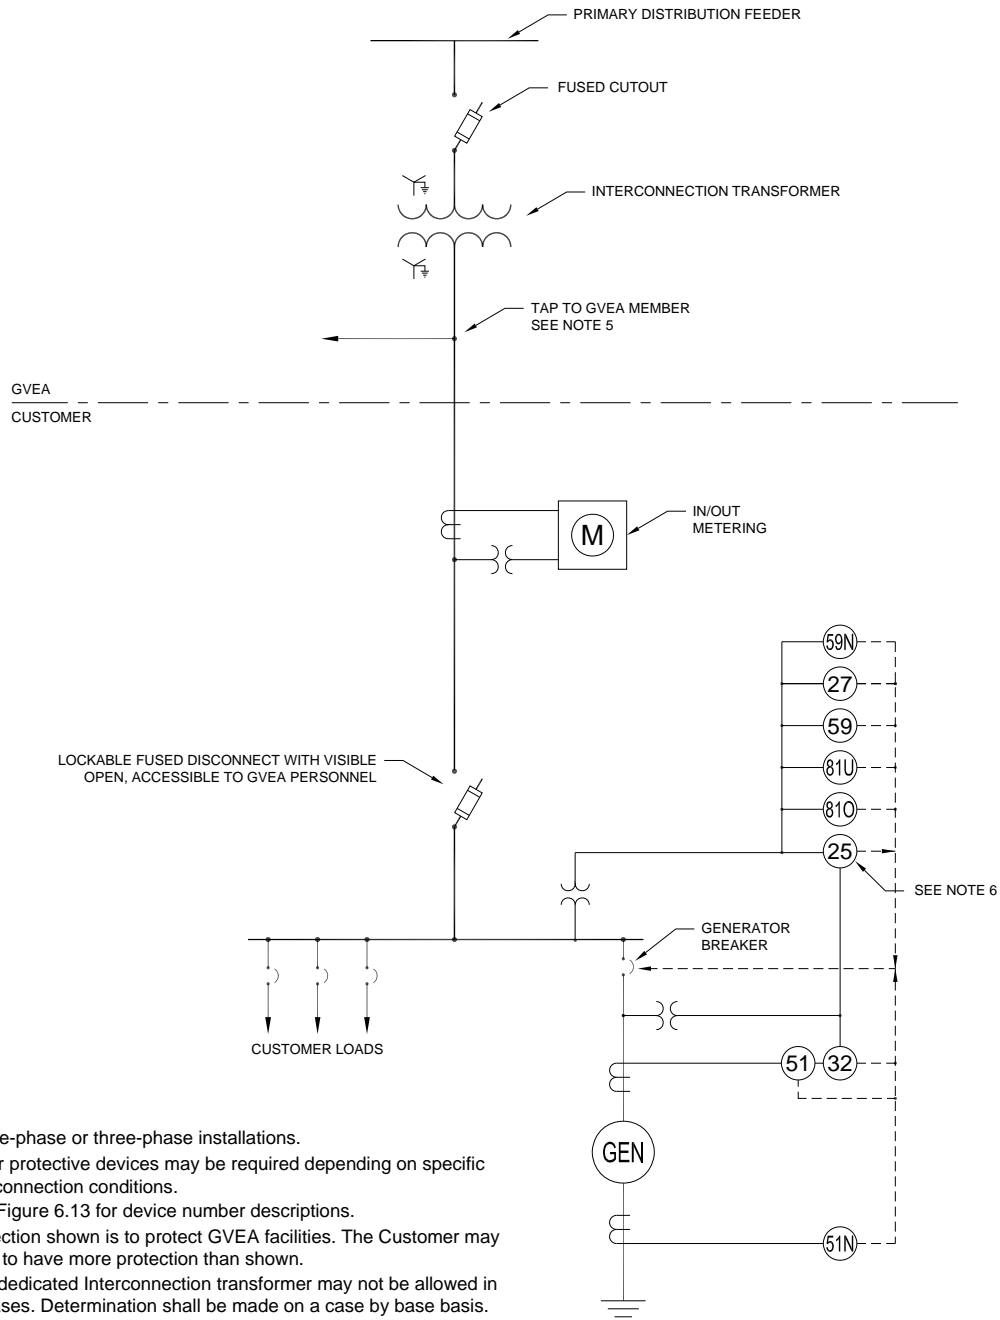 PRIMARY DISTRIBUTION FEEDER
FUSED CUTOUT
INTERCONNECTION TRANSFORMER
TAP TO GVEA MEMBER
SEE NOTE 5
GVEA
CUSTOMER
M
IN/OUT
METERING
59N
27
59
81U
81O
25
SEE NOTE 6
LOCKABLE FUSED DISCONNECT WITH VISIBLE
OPEN, ACCESSIBLE TO GVEA PERSONNEL
GENERATOR
BREAKER
CUSTOMER LOADS
51
32
GEN
51N
e-phase or three-phase installations.
r protective devices may be required depending on specific
connection conditions.
Figure 6.13 for device number descriptions.
ction shown is to protect GVEA facilities. The Customer may
to have more protection than shown.
dedicated Interconnection transformer may not be allowed in
ases. Determination shall be made on a case by base basis.